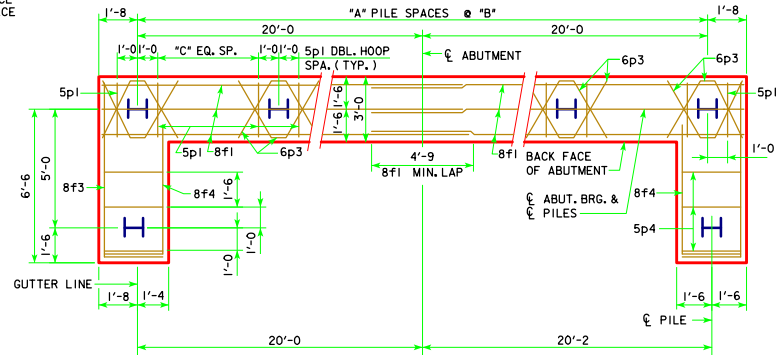 CE
ACE
1'-8
"A" PILE SPACES @ "B"
1'-8
20'-0
20'-0
1'-0
1'-0
"C" EQ. SP.
1'-0
1'-0
5p1 DBL. HOOP
SPA. (TYP.)
℄ ABUTMENT
6p3
6p3
5p1
5p1
1'-6
1'-6
3'-0
5p1
8f1
6p3
4'-9
8f1 MIN. LAP
8f1
BACK FACE
OF ABUTMENT
1'-0
6'-6
5'-0
1'-6
8f3
8f4
1'-6
1'-0
1'-0
℄ ABUT. BRG. &
℄ PILES
8f4
5p4
GUTTER LINE
1'-8
1'-4
1'-6
1'-6
℄ PILE
20'-0
20'-2